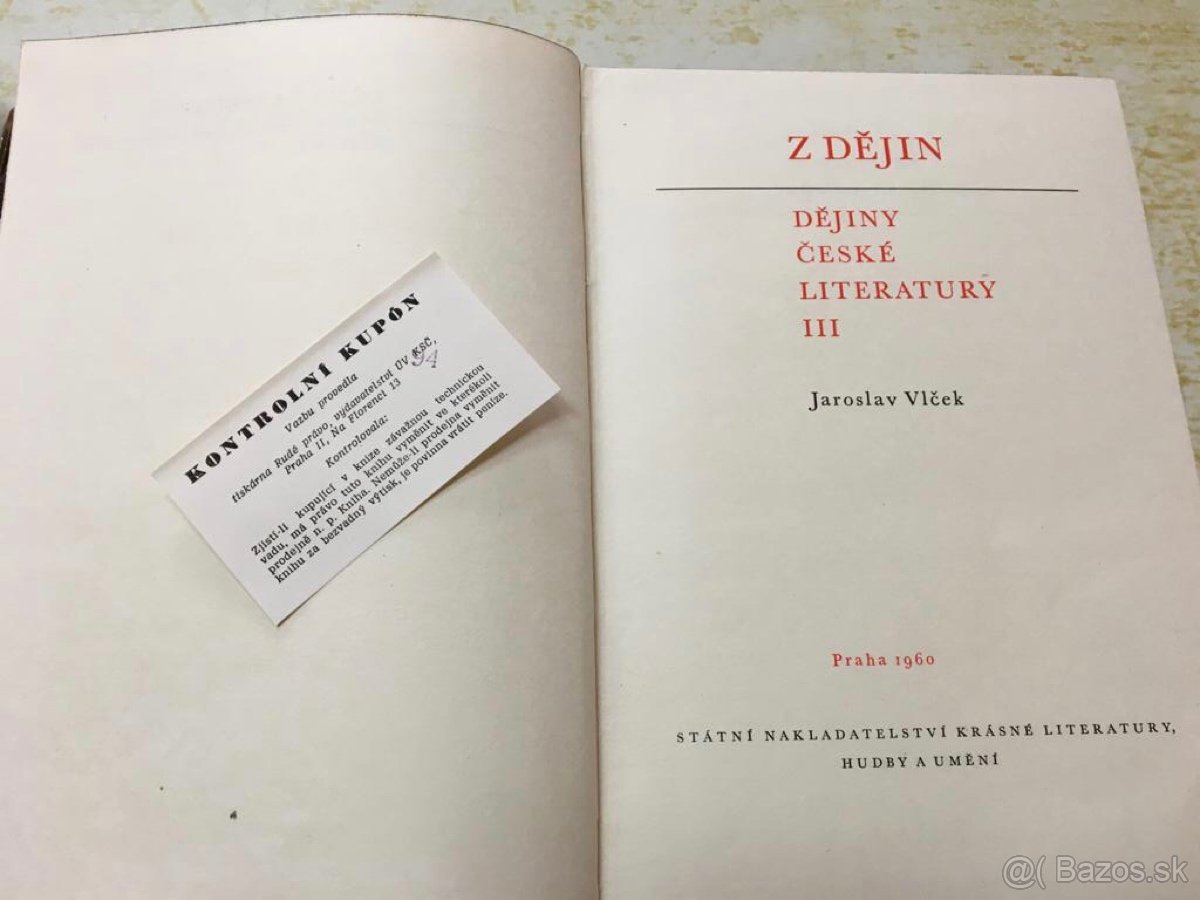 KONTROLNÍ KUPÓN
Vazbu provedla
tiskárna Rudé právo, vydavatelství ÚV KSČ,
Praha II, Na Florenci 13
Kontrolovala:
Zjistí-li kupující v knize závažnou technickou
vadu, má právo tuto knihu vyměnit ve kterékoli
prodejně n. p. Kniha. Nemůže-li prodejna vyměnit
knihu za bezvadný výtisk, je povinna vrátit peníze.
Z DĚJIN
DĚJINY
ČESKÉ
LITERATURY
III
Jaroslav Vlček
Praha 1960
STÁTNÍ NAKLADATELSTVÍ KRÁSNÉ LITERATURY,
HUDBY A UMĚNÍ
@( Bazos.sk